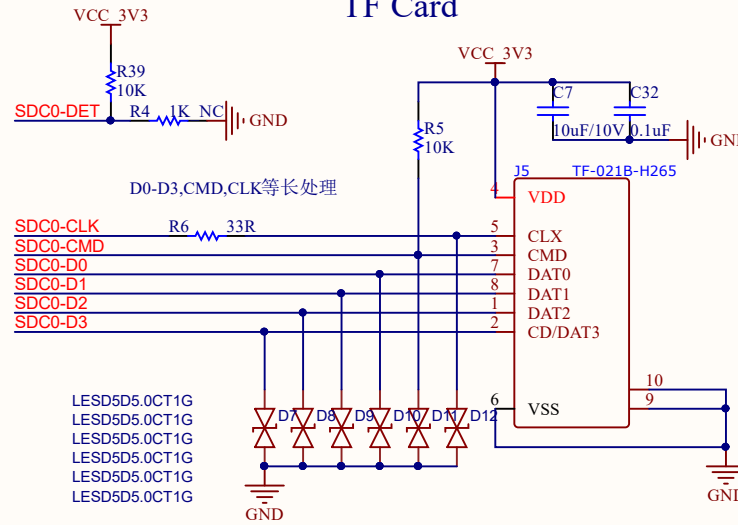 TF Card
VCC_3V3
R39
10K
SDC0-DET
R4 1K NC
GND
VCC_3V3
C7
10uF/10V
C32
0.1uF
GN
R5
10K
D0-D3,CMD,CLK等长处理
J5 TF-021B-H265
4 VDD
SDC0-CLK R6 33R 5 CLX
SDC0-CMD 3 CMD
SDC0-D0 7 DAT0
SDC0-D1 8 DAT1
SDC0-D2 1 DAT2
SDC0-D3 2 CD/DAT3
6 VSS
10
9
LESD5D5.0CT1G
LESD5D5.0CT1G
LESD5D5.0CT1G
LESD5D5.0CT1G
LESD5D5.0CT1G
LESD5D5.0CT1G
D7 D8 D9 D10 D11 D12
GND
GN